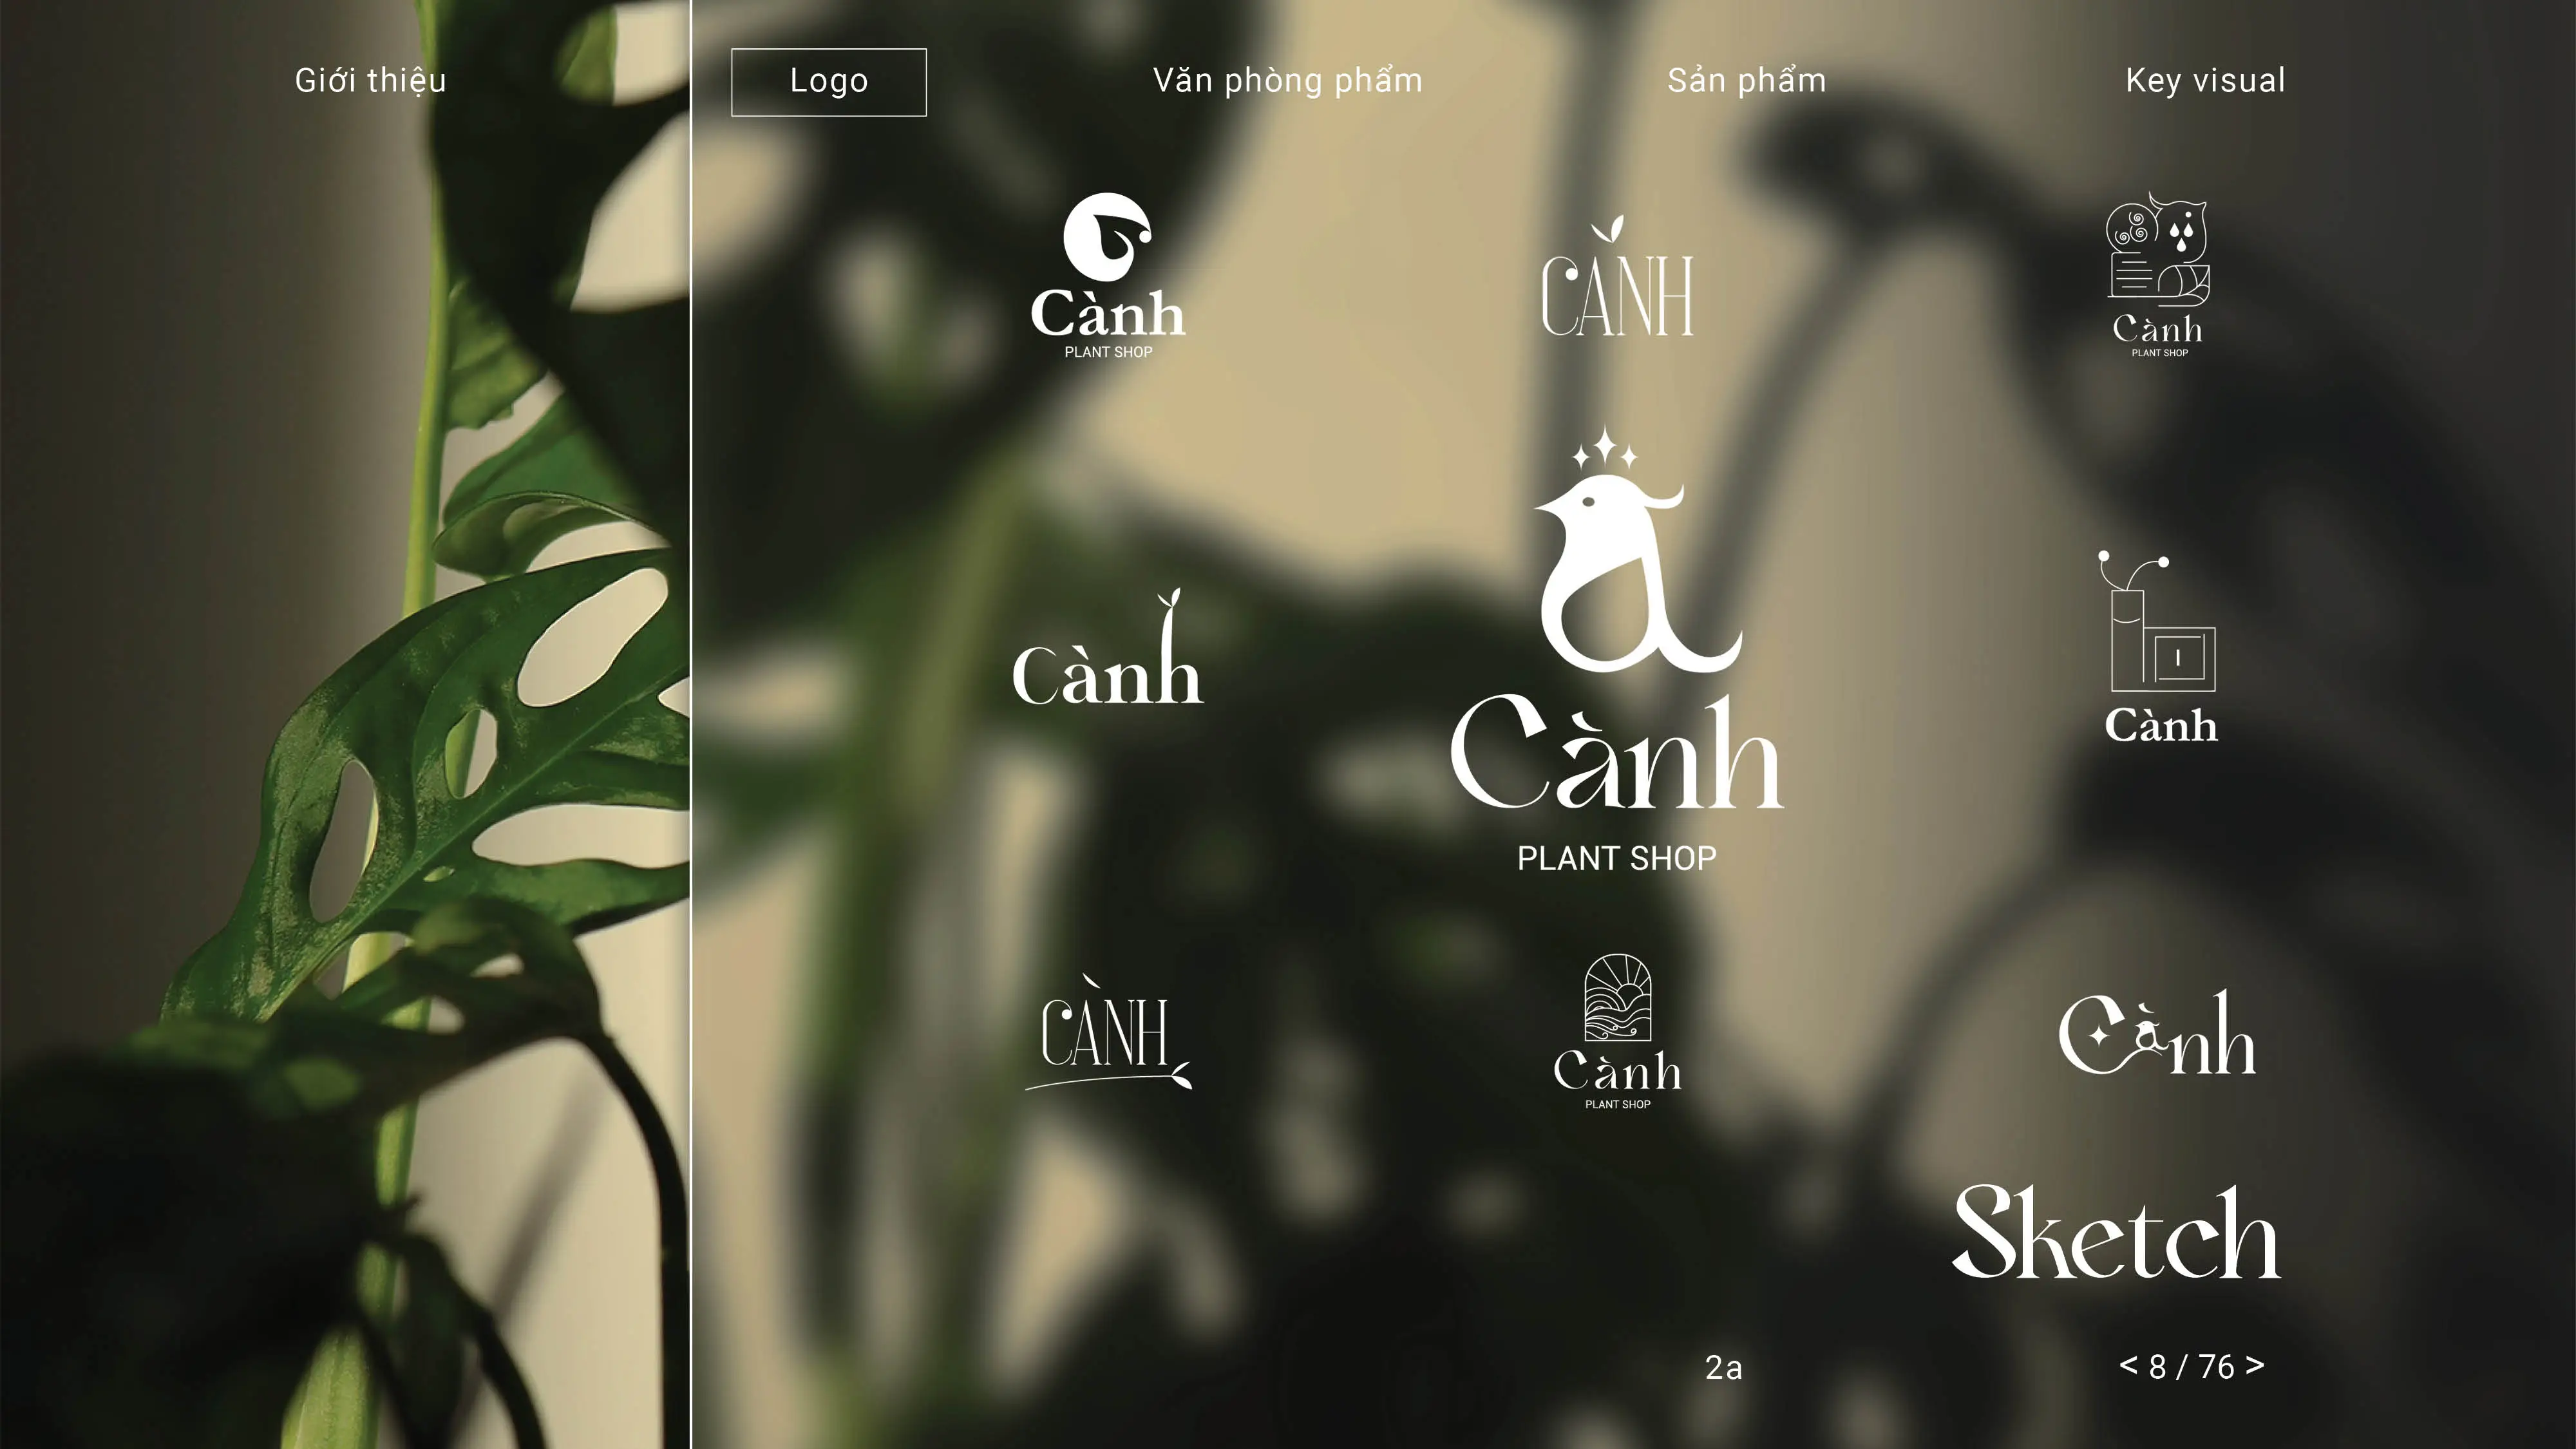 Giới thiệu
Logo
Văn phòng phẩm
Sản phẩm
Key visual
Cành
PLANT SHOP
CÀNH
Cành
PLANT SHOP
Cành
Cành
PLANT SHOP
Cành
CÀNH
Cành
PLANT SHOP
Cành
Sketch
2a
< 8 / 76 >